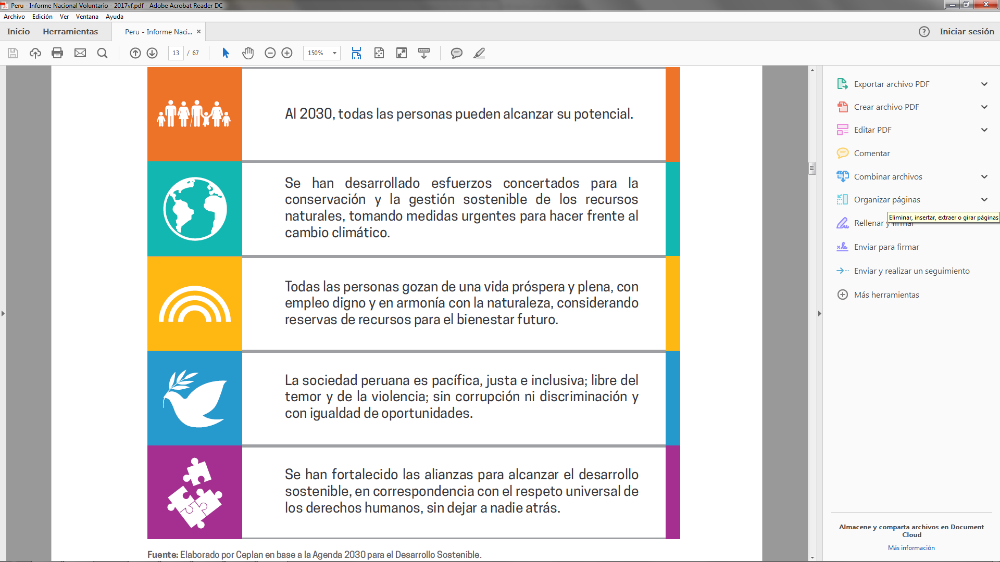 Peru - Informe Nacional Voluntario - 2017vf.pdf - Adobe Acrobat Reader DC
Archivo Edición Ver Ventana Ayuda
Inicio Herramientas Peru - Informe Naci... × Iniciar sesión
13 / 67 150%
Al 2030, todas las personas pueden alcanzar su potencial.
Se han desarrollado esfuerzos concertados para la
conservación y la gestión sostenible de los recursos
naturales, tomando medidas urgentes para hacer frente al
cambio climático.
Todas las personas gozan de una vida próspera y plena, con
empleo digno y en armonía con la naturaleza, considerando
reservas de recursos para el bienestar futuro.
La sociedad peruana es pacífica, justa e inclusiva; libre del
temor y de la violencia; sin corrupción ni discriminación y
con igualdad de oportunidades.
Se han fortalecido las alianzas para alcanzar el desarrollo
sostenible, en correspondencia con el respeto universal de
los derechos humanos, sin dejar a nadie atrás.
Fuente: Elaborado por Ceplan en base a la Agenda 2030 para el Desarrollo Sostenible.
Exportar archivo PDF
Crear archivo PDF
Editar PDF
Comentar
Combinar archivos
Organizar páginas
Eliminar, insertar, extraer o girar páginas
Rellenar y firmar
Enviar para firmar
Enviar y realizar un seguimiento
Más herramientas
Almacene y comparta archivos en Document
Cloud
Más información